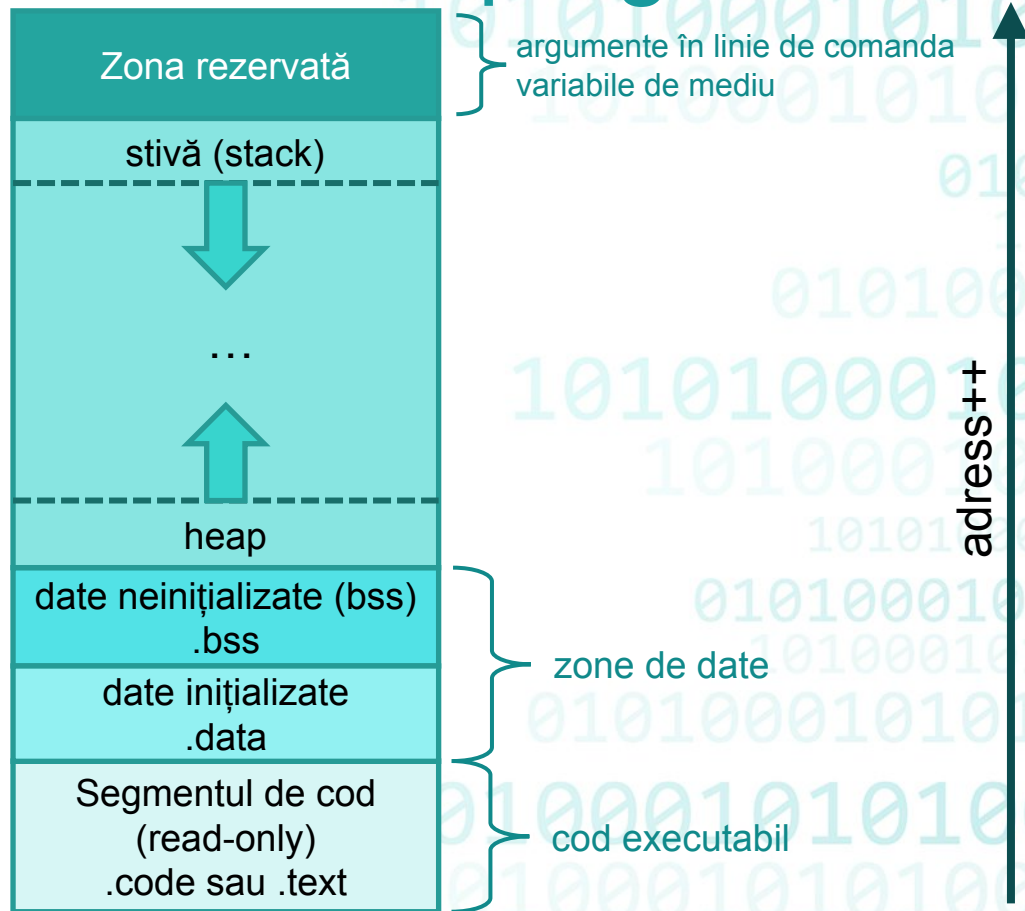 Zona rezervată
argumente în linie de comanda
variabile de mediu
stivă (stack)
...
heap
date neinițializate (bss)
.bss
date inițializate
.data
zone de date
Segmentul de cod
(read-only)
.code sau .text
cod executabil
adress++